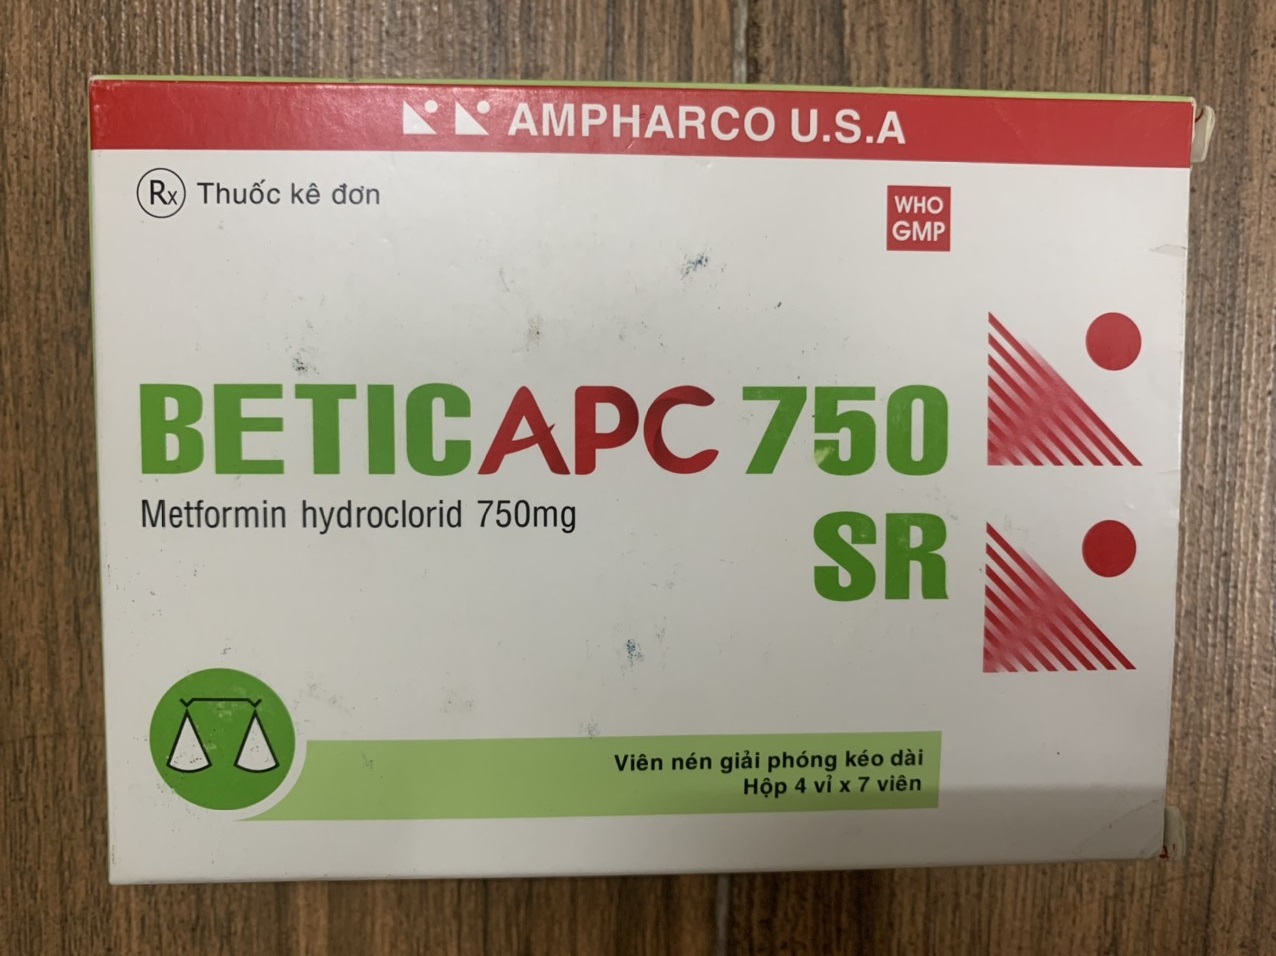 AMPHARCO U.S.A
Rx Thuốc kê đơn
WHO
GMP
BETICAPC 750
SR
Metformin hydroclorid 750mg
Viên nén giải phóng kéo dài
Hộp 4 vỉ x 7 viên